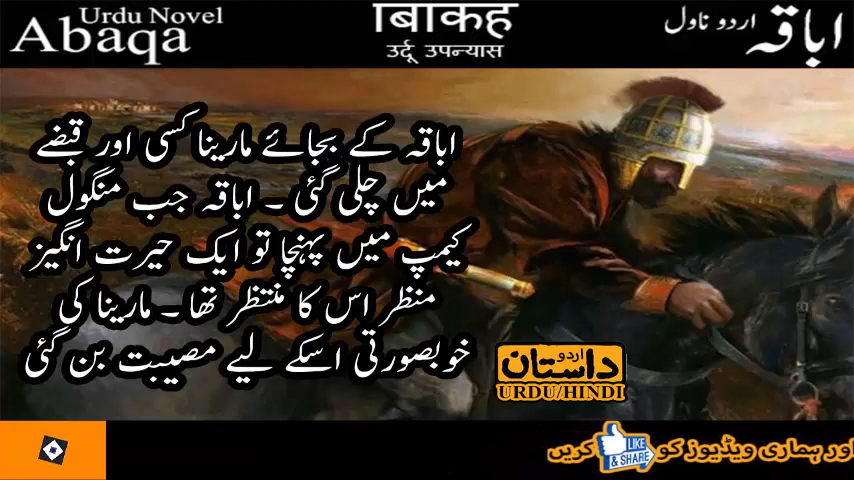 Urdu Novel
Abaqa
उर्दू उपन्यास
اباقہ اردو ناول
اباقہ کے بجائے مارینا کسی اور قبضے
میں چلی گئی ۔ اباقہ جب منگول
کیمپ میں پہنچا تو ایک حیرت انگیز
منظر اس کا منتظر تھا ۔ مارینا کی
خوبصورتی اسکے لیے مصیبت بن گئی
اردو
داستان
URDU/HINDI
اور ہماری ویڈیوز کو LIKE & SHARE کریں